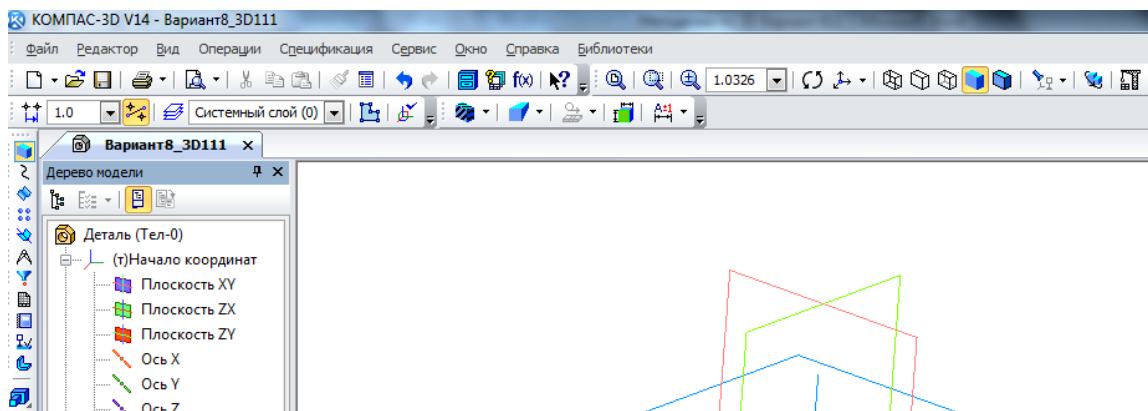 КОМПАС-3D V14 - Вариант8_3D111
Файл Редактор Вид Операции Спецификация Сервис Окно Справка Библиотеки
f(x) 1.0326
1.0 Системный слой (0)
Вариант8_3D111
Дерево модели
Деталь (Тел-0)
(т)Начало координат
Плоскость XY
Плоскость ZX
Плоскость ZY
Ось X
Ось Y
Ось Z